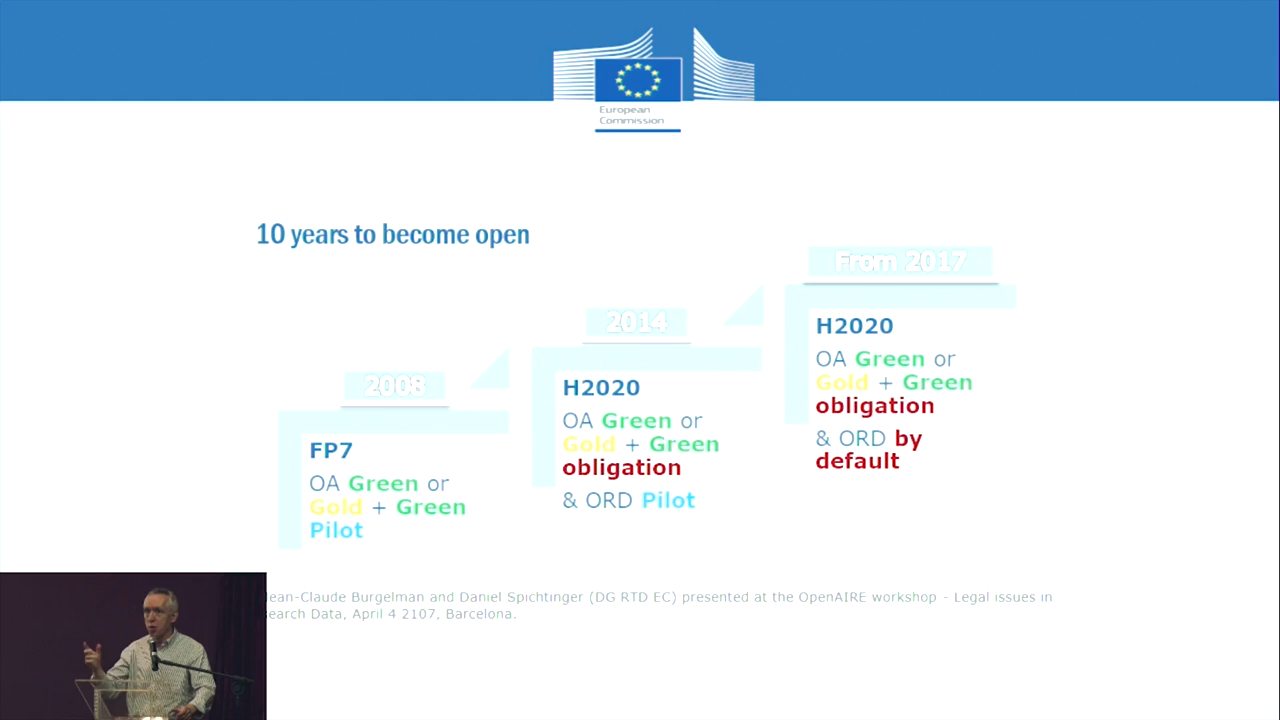 European
Commission
10 years to become open
From 2017
H2020
OA Green or
Gold + Green
obligation
& ORD by
default
2014
H2020
OA Green or
Gold + Green
obligation
& ORD Pilot
2008
FP7
OA Green or
Gold + Green
Pilot
Jean-Claude Burgelman and Daniel Spichtinger (DG RTD EC) presented at the OpenAIRE workshop - Legal issues in
earch Data, April 4 2107, Barcelona.